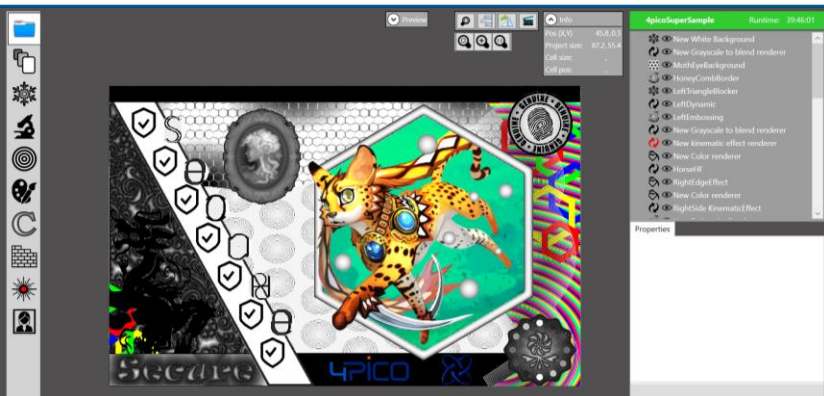 Preview
Info
Pos (X,Y) 45.8,0.3
Project size: 87.2,55.4
Cell size: ,
Cell pos: ,
4picoSuperSample Runtime: 39:46:01
New White Background
New Grayscale to blend renderer
MothEyeBackground
HoneyCombBorder
LeftTriangleBlocker
LeftDynamic
LeftEmbossing
New Grayscale to blend renderer
New kinematic effect renderer
New Color renderer
HorseHF
RightEdgeEffect
New Color renderer
RightSide KinematicEffect
Properties
GENUINE • GENUINE • GENUINE •
Secure
4PICO